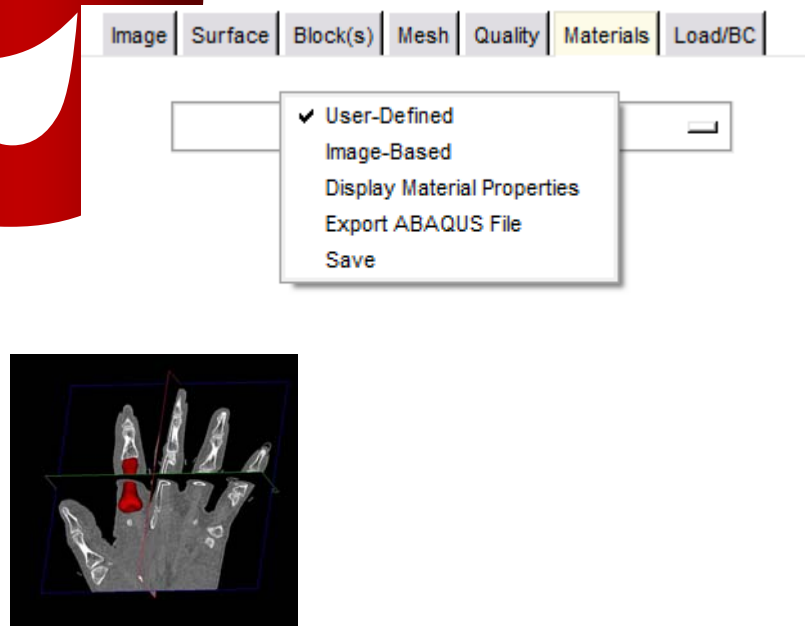 Image Surface Block(s) Mesh Quality Materials Load/BC
User-Defined
Image-Based
Display Material Properties
Export ABAQUS File
Save